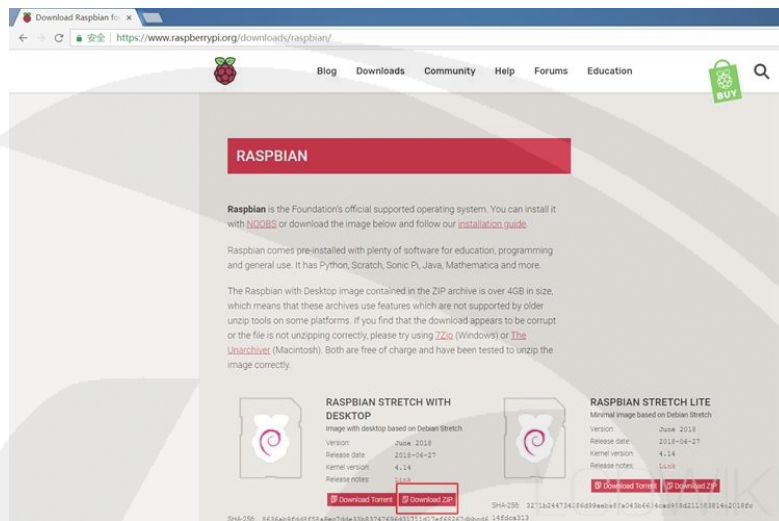 Download Raspbian fo
安全 | https://www.raspberrypi.org/downloads/raspbian/
Blog Downloads Community Help Forums Education
BUY
RASPBIAN
Raspbian is the Foundation's official supported operating system. You can install it
with NOOBS or download the image below and follow our installation guide.
Raspbian comes pre-installed with plenty of software for education, programming
and general use. It has Python, Scratch, Sonic Pi, Java, Mathematica and more.
The Raspbian with Desktop image contained in the ZIP archive is over 4GB in size,
which means that these archives use features which are not supported by older
unzip tools on some platforms. If you find that the download appears to be corrupt
or the file is not unzipping correctly, please try using 7Zip (Windows) or The
Unarchiver (Macintosh). Both are free of charge and have been tested to unzip the
image correctly.
RASPBIAN STRETCH WITH
DESKTOP
Image with desktop based on Debian Stretch
Version: June 2018
Release date: 2018-06-27
Kernel version: 4.14
Release notes: Link
Download Torrent Download ZIP
SHA-256:
RASPBIAN STRETCH LITE
Minimal image based on Debian Stretch
Version: June 2018
Release date: 2018-06-27
Kernel version: 4.14
Release notes: Link
Download Torrent Download ZIP
SHA-256: